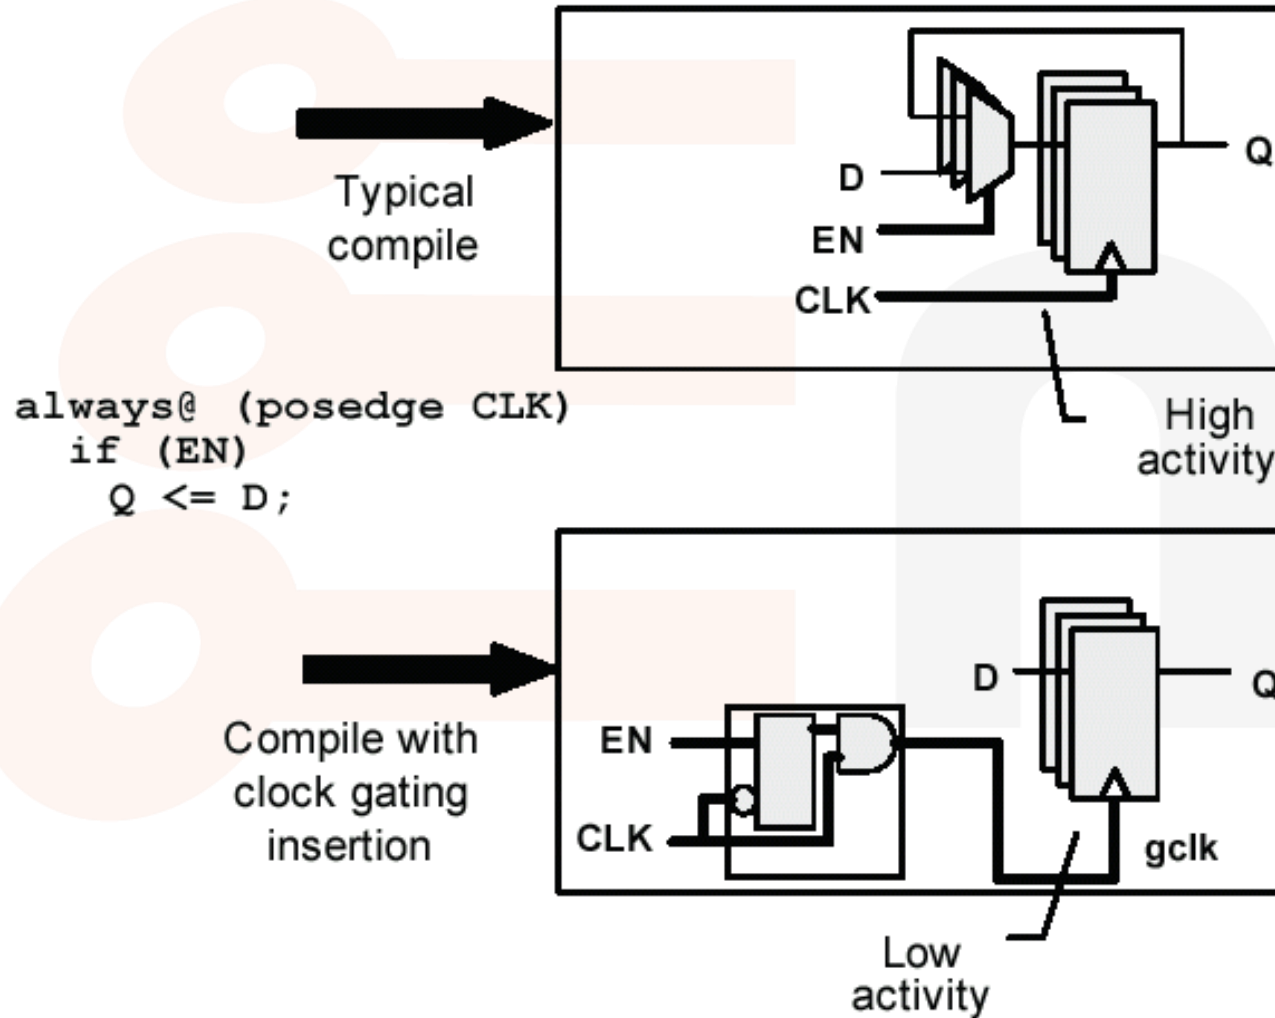 Typical
compile
D
EN
CLK
Q
High
activity
always@ (posedge CLK)
if (EN)
Q <= D;
Compile with
clock gating
insertion
EN
CLK
D
Q
gclk
Low
activity